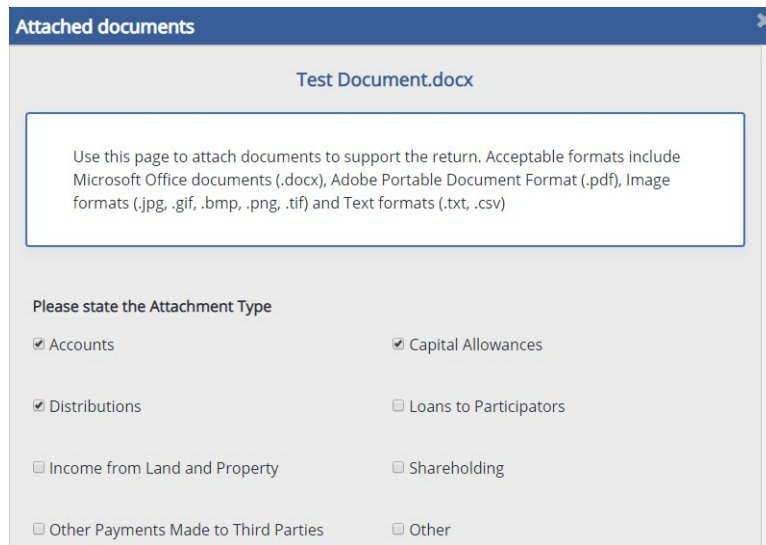 Attached documents
Test Document.docx
Use this page to attach documents to support the return. Acceptable formats include
Microsoft Office documents (.docx), Adobe Portable Document Format (.pdf), Image
formats (.jpg, .gif, .bmp, .png, .tif) and Text formats (.txt, .csv)
Please state the Attachment Type
Accounts
Capital Allowances
Distributions
Loans to Participators
Income from Land and Property
Shareholding
Other Payments Made to Third Parties
Other